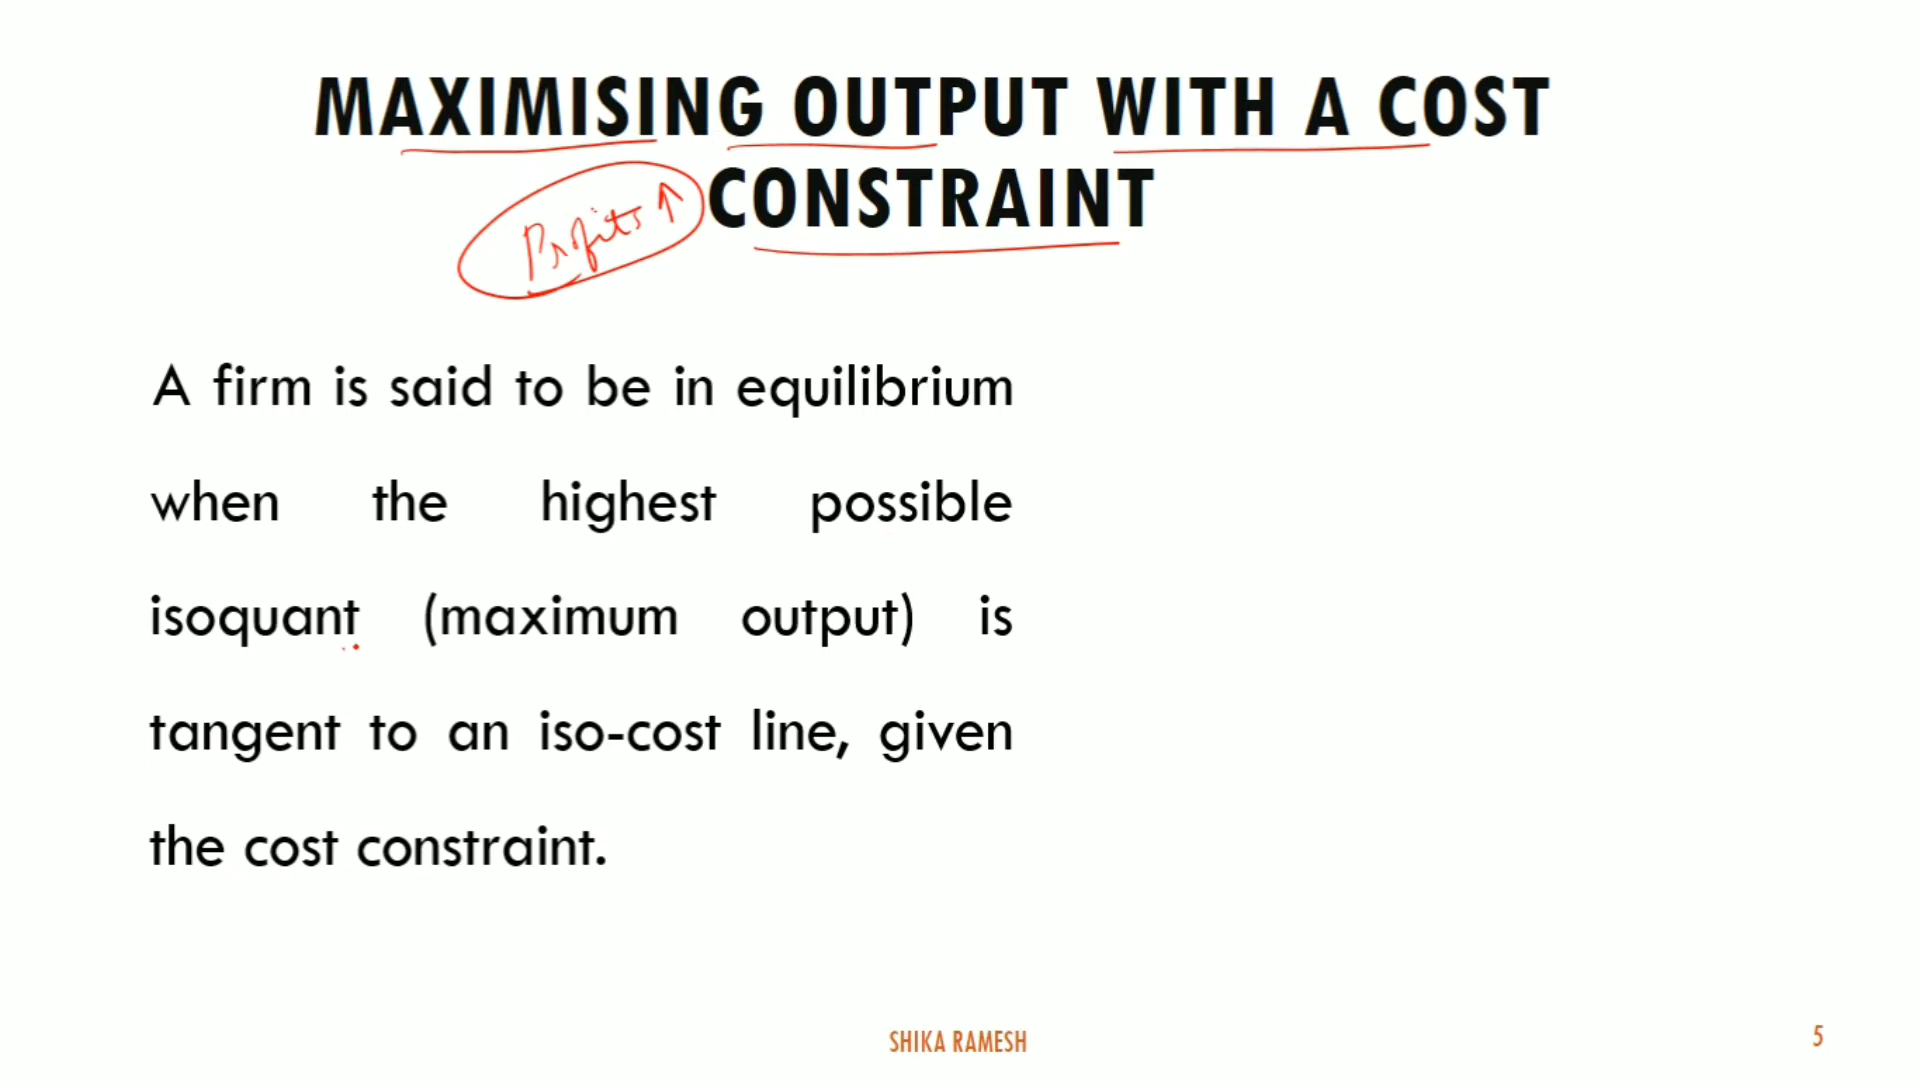 MAXIMISING OUTPUT WITH A COST
CONSTRAINT
Profits ↑
A firm is said to be in equilibrium
when the highest possible
isoquant (maximum output) is
tangent to an iso-cost line, given
the cost constraint.
SHIKA RAMESH
5